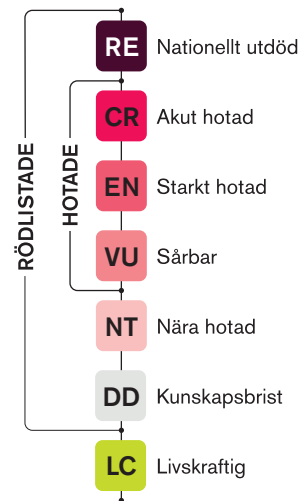 RE Nationellt utdöd
CR Akut hotad
EN Starkt hotad
VU Sårbar
NT Nära hotad
DD Kunskapsbrist
LC Livskraftig
RÖDLISTADE
HOTADE